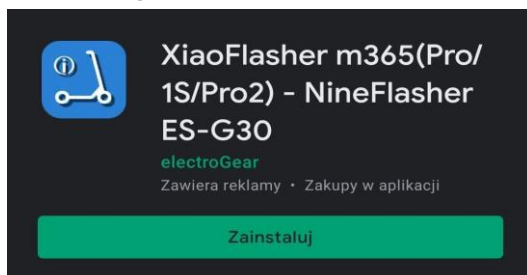 XiaoFlasher m365(Pro/
1S/Pro2) - NineFlasher
ES-G30
electroGear
Zawiera reklamy • Zakupy w aplikacji
Zainstaluj